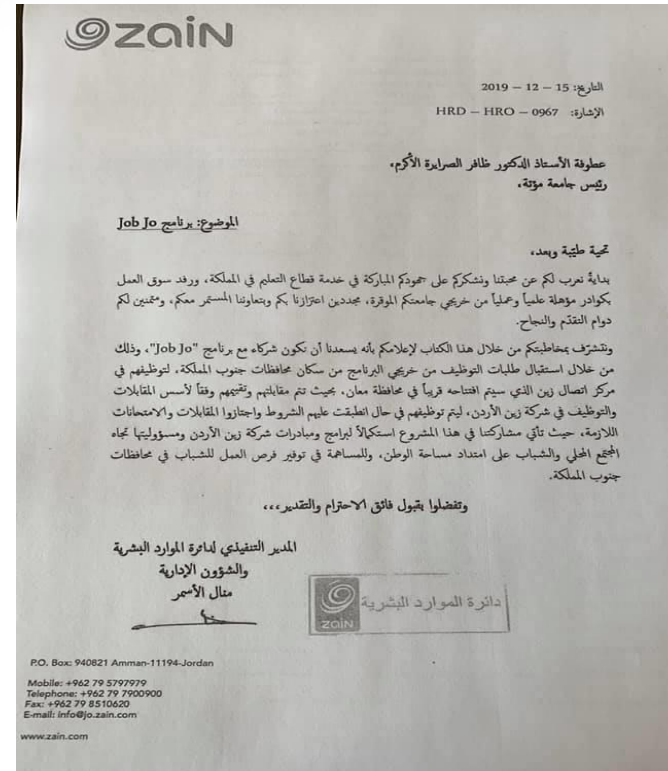 zain
التاريخ: 15 – 12 – 2019
الإشارة: HRD – HRO – 0967
عطوفة الأستاذ الدكتور ظافر الصرايرة الأكرم،
رئيس جامعة مؤتة،
الموضوع: برنامج Job Jo
تحية طيّبة وبعد،
بدايةً نعرب لكم عن محبتنا ونشكركم على جهودكم المباركة في خدمة قطاع التعليم في المملكة، ورفد سوق العمل
بكوادر مؤهلة علمياً وعملياً من خريجي جامعتكم الموقرة، مجددين اعتزازنا بكم وبتعاوننا المستمر معكم، ومتمنين لكم
دوام التقدّم والنجاح.
ونتشرّف بمخاطبتكم من خلال هذا الكتاب لإعلامكم بأنه يسعدنا أن نكون شركاء مع برنامج "Job Jo"، وذلك
من خلال استقبال طلبات التوظيف من خريجي البرنامج من سكان محافظات جنوب المملكة، لتوظيفهم في
مركز اتصال زين الذي سيتم افتتاحه قريباً في محافظة معان، بحيث تتم مقابلتهم وتقييمهم وفقاً لأسس المقابلات
والتوظيف في شركة زين الأردن، ليتم توظيفهم في حال انطبقت عليهم الشروط واجتازوا المقابلات والامتحانات
اللازمة، حيث تأتي مشاركتنا في هذا المشروع استكمالاً لبرامج ومبادرات شركة زين الأردن ومسؤوليتها تجاه
المجتمع المحلي والشباب على امتداد مساحة الوطن، وللمساهمة في توفير فرص العمل للشباب في محافظات
جنوب المملكة.
وتفضلوا بقبول فائق الاحترام والتقدير،،،
المدير التنفيذي لدائرة الموارد البشرية
والشؤون الإدارية
منال الأسمر
دائرة الموارد البشرية
zain
P.O. Box: 940821 Amman-11194-Jordan
Mobile: +962 79 5797979
Telephone: +962 79 7900900
Fax: +962 79 8510620
E-mail: info@jo.zain.com
www.zain.com